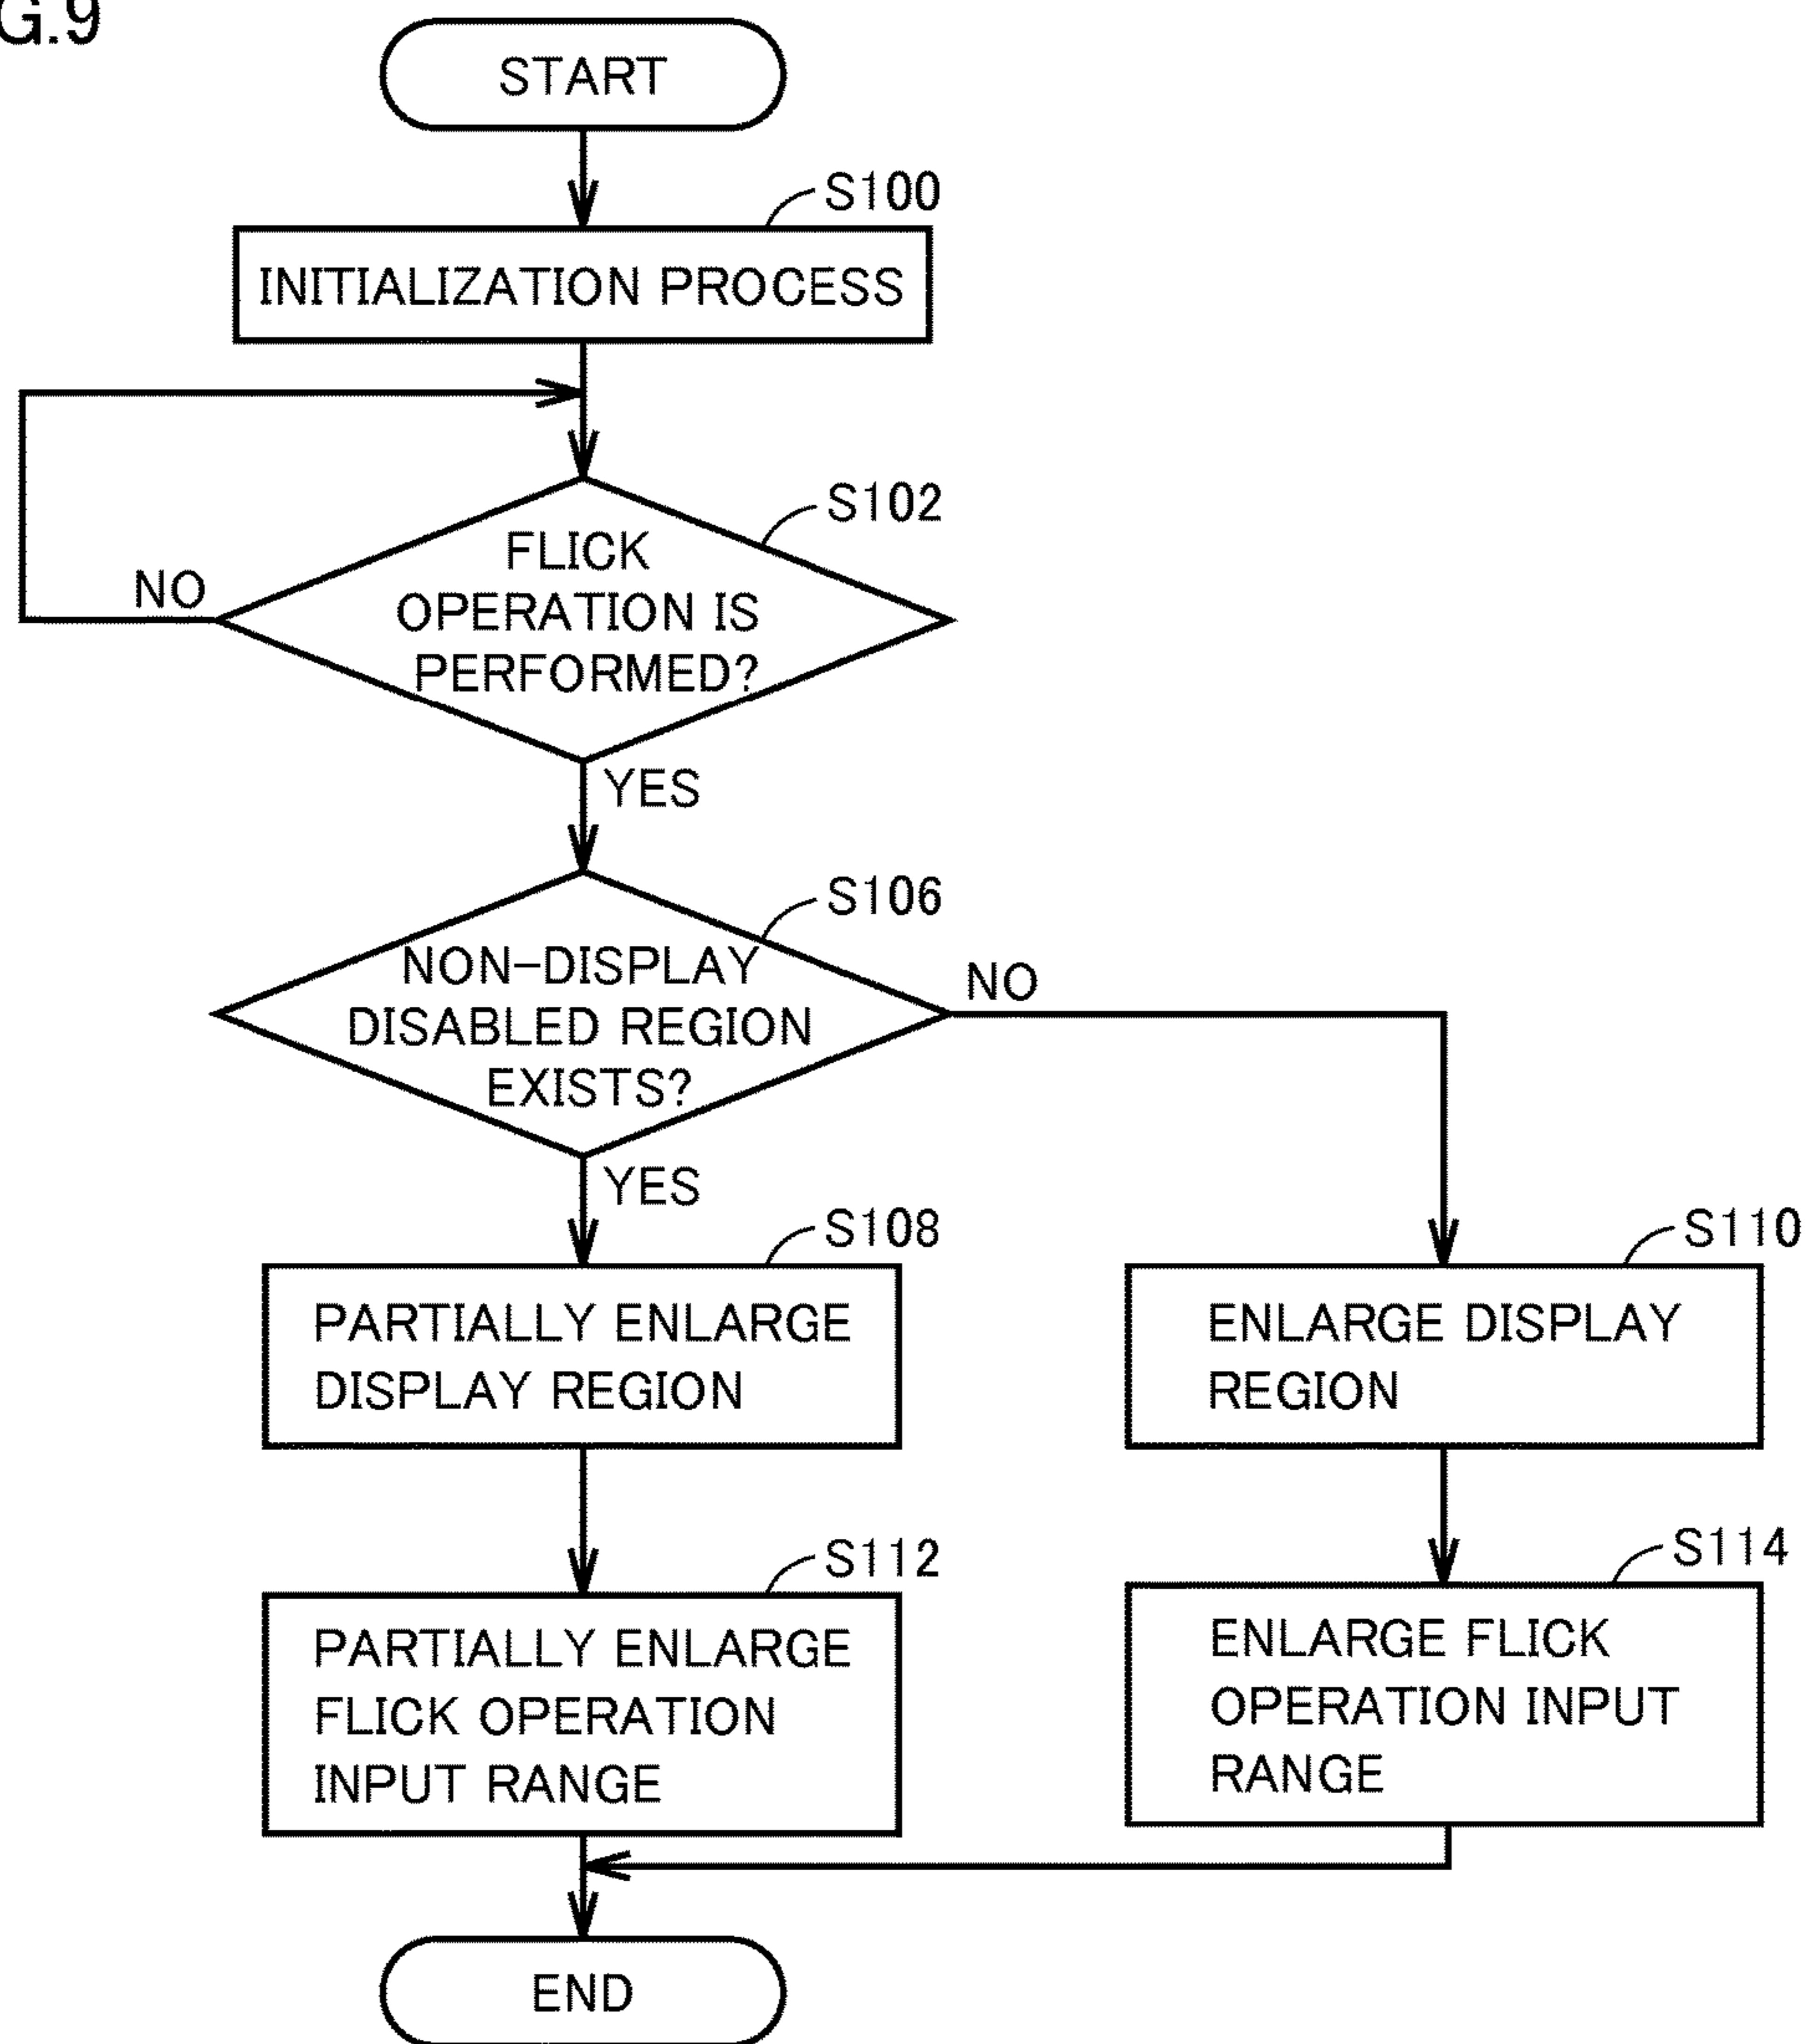 G.9
START
S100
INITIALIZATION PROCESS
S102
FLICK
OPERATION IS
PERFORMED?
NO
YES
S106
NON-DISPLAY
DISABLED REGION
EXISTS?
NO
YES
S108
PARTIALLY ENLARGE
DISPLAY REGION
S110
ENLARGE DISPLAY
REGION
S112
PARTIALLY ENLARGE
FLICK OPERATION
INPUT RANGE
S114
ENLARGE FLICK
OPERATION INPUT
RANGE
END